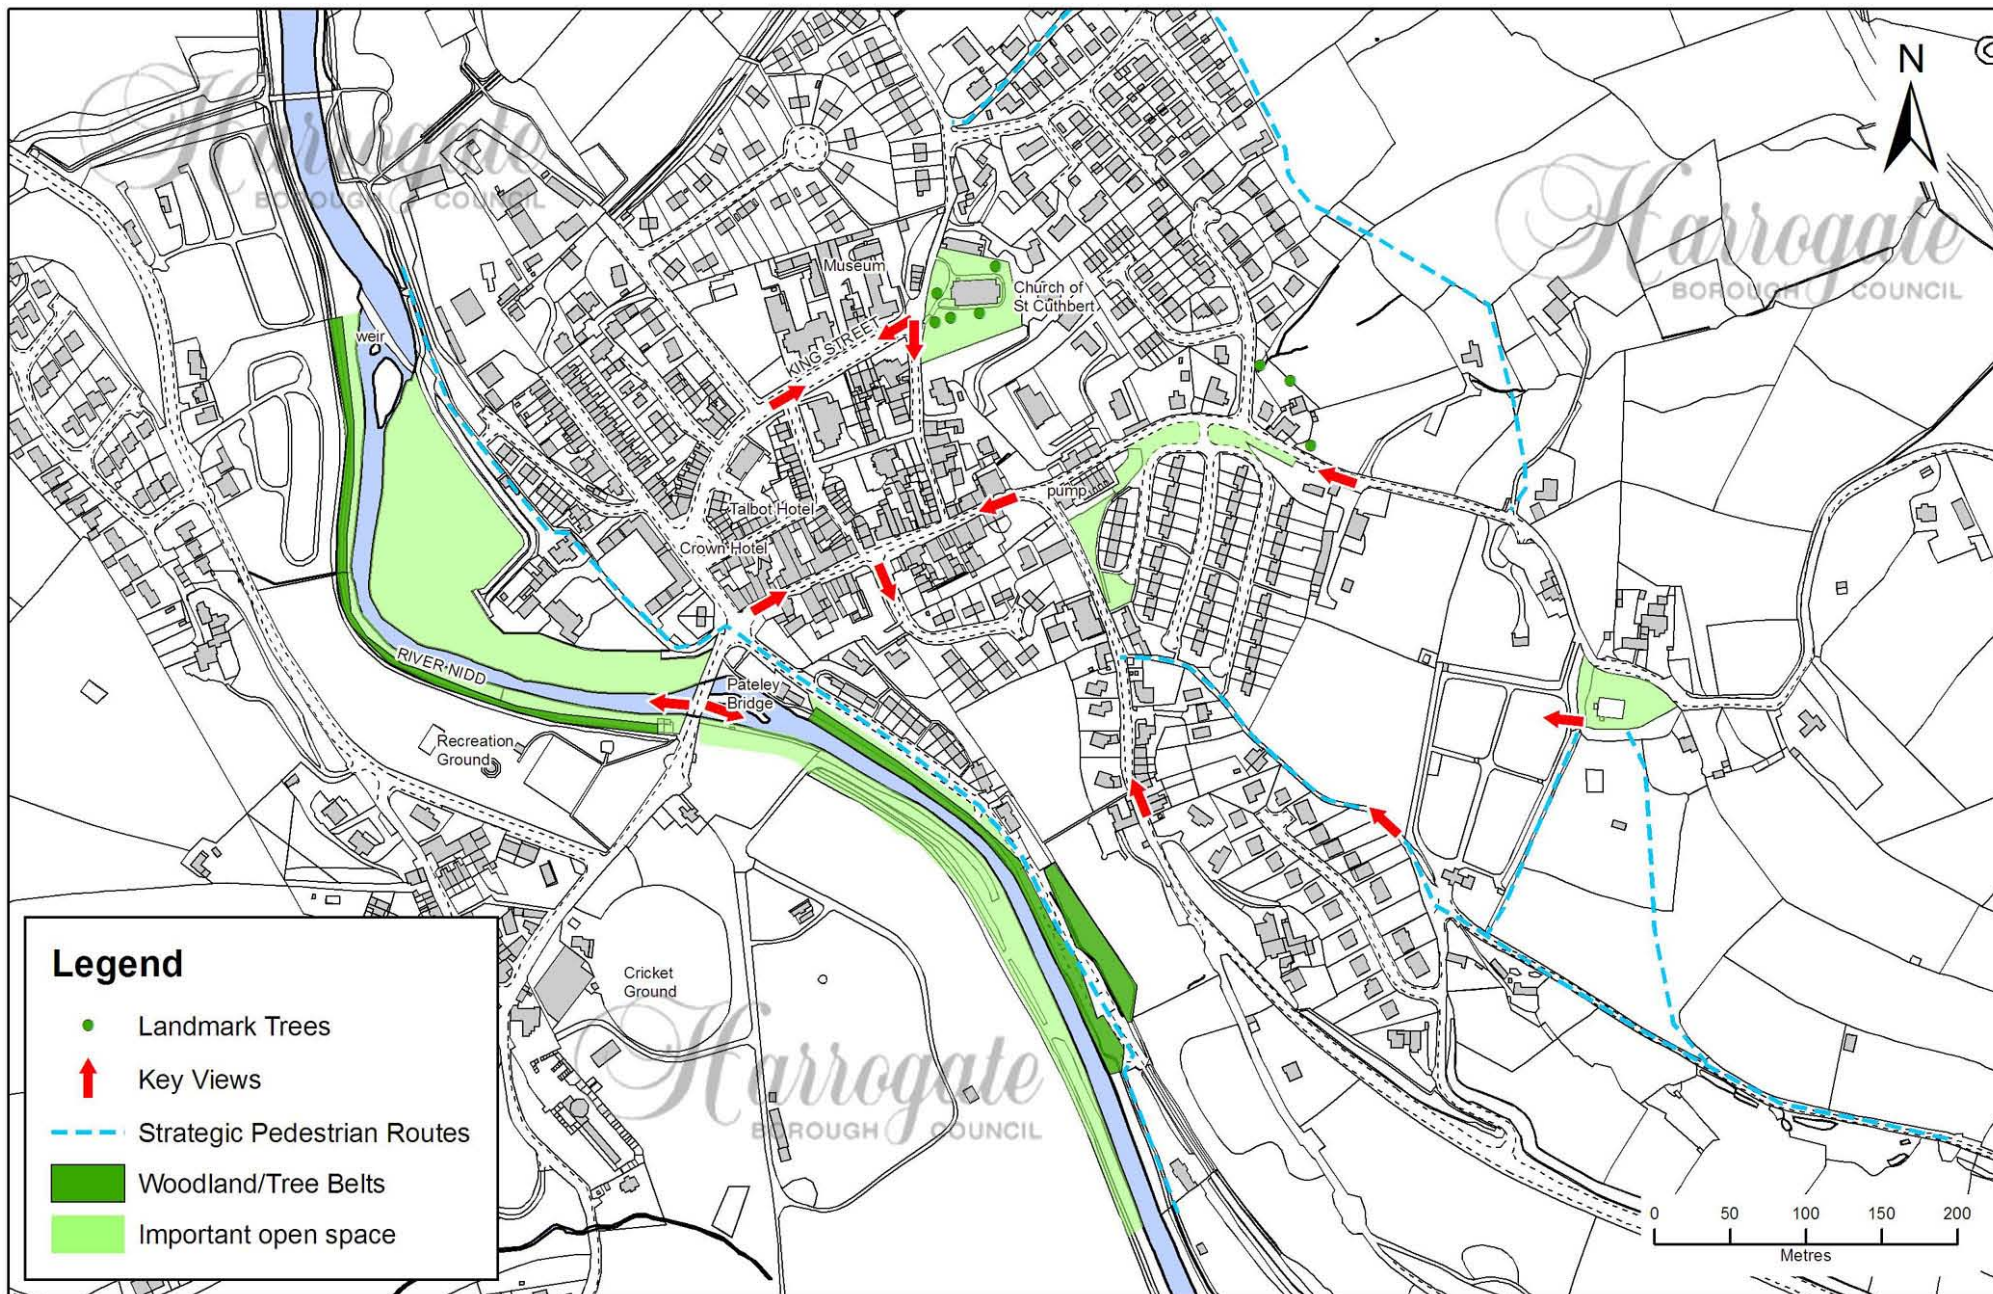 Harrogate
BOROUGH COUNCIL
N
Harrogate
BOROUGH COUNCIL
Museum
Church of
St Cuthbert
weir
KING STREET
pump
Talbot Hotel
Crown Hotel
RIVER NIDD
Pateley
Bridge
Recreation
Ground
Cricket
Ground
Harrogate
BOROUGH COUNCIL
Legend
Landmark Trees
Key Views
Strategic Pedestrian Routes
Woodland/Tree Belts
Important open space
0 50 100 150 200
Metres